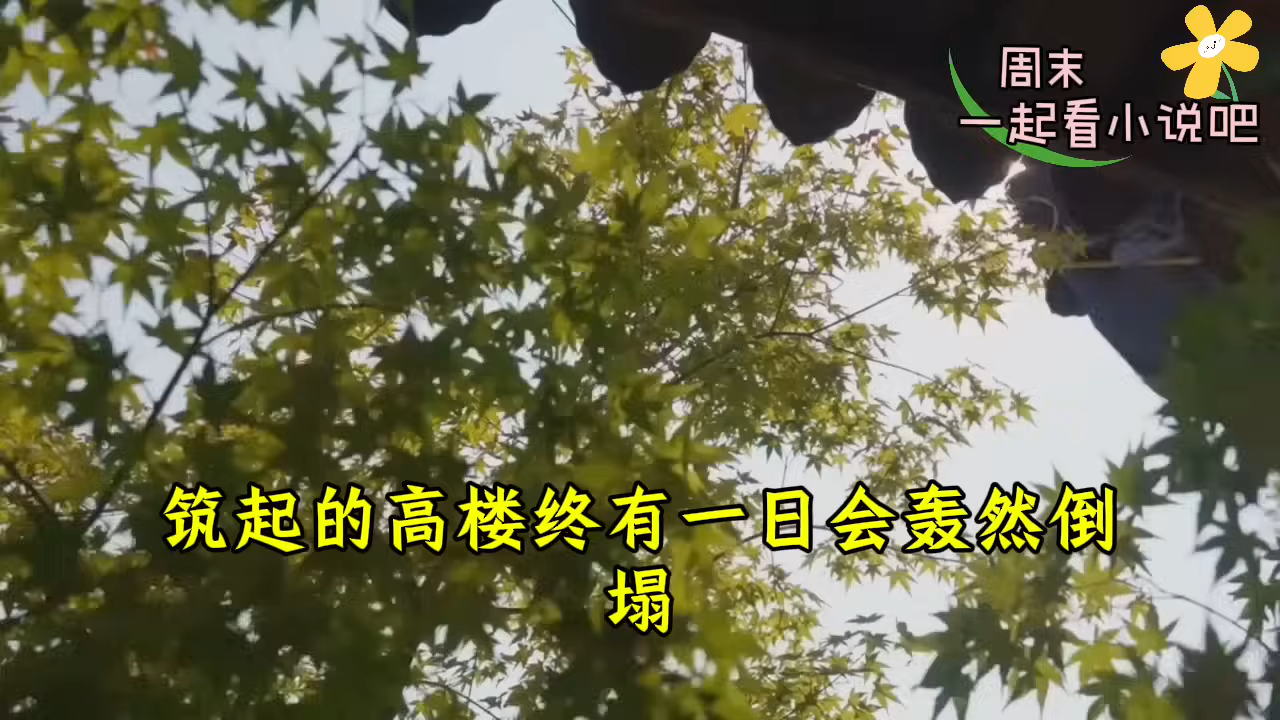 周末
一起看小说吧
筑起的高楼终有一日会轰然倒
塌